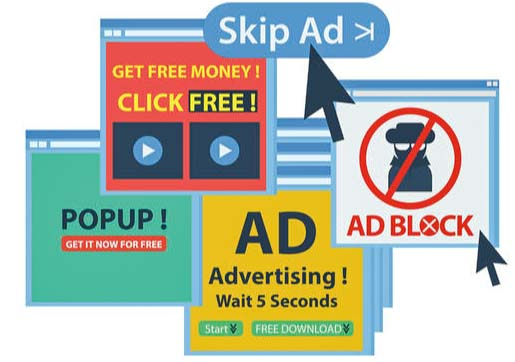 Skip Ad
GET FREE MONEY !
CLICK FREE !
AD BLOCK
POPUP !
GET IT NOW FOR FREE
AD
Advertising !
Wait 5 Seconds
Start
FREE DOWNLOAD